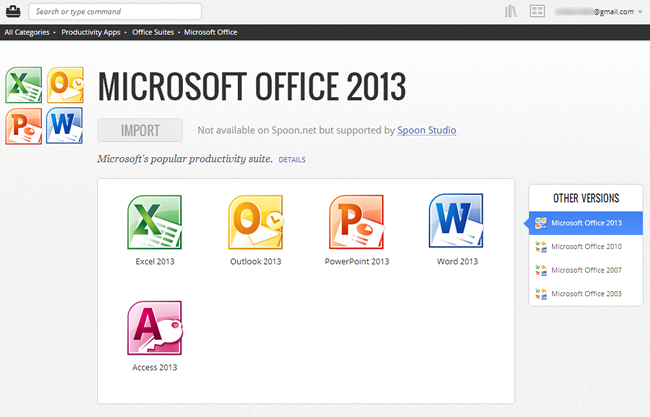 Search or type command
@gmail.com
All Categories • Productivity Apps • Office Suites • Microsoft Office
MICROSOFT OFFICE 2013
IMPORT
Not available on Spoon.net but supported by Spoon Studio
Microsoft's popular productivity suite. DETAILS
Excel 2013
Outlook 2013
PowerPoint 2013
Word 2013
Access 2013
OTHER VERSIONS
Microsoft Office 2013
Microsoft Office 2010
Microsoft Office 2007
Microsoft Office 2003